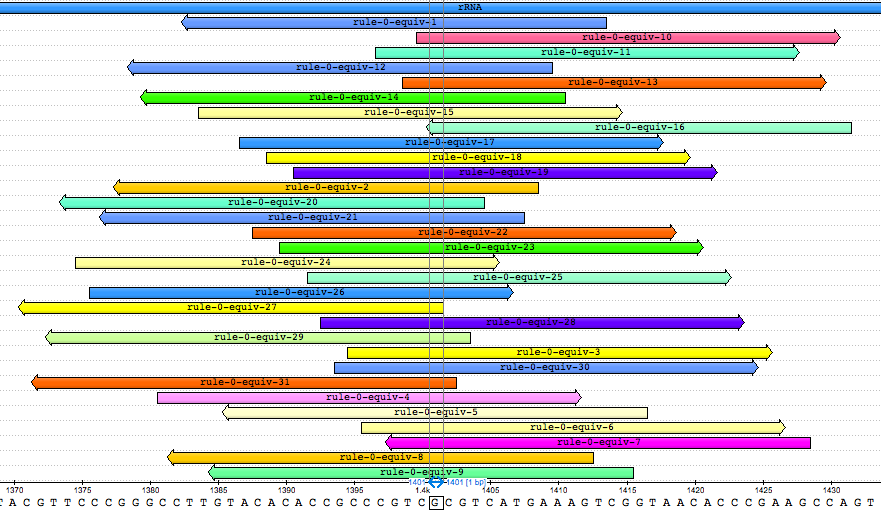 rRNA
rule-0-equiv-1
rule-0-equiv-10
rule-0-equiv-11
rule-0-equiv-12
rule-0-equiv-13
rule-0-equiv-14
rule-0-equiv-15
rule-0-equiv-16
rule-0-equiv-17
rule-0-equiv-18
rule-0-equiv-19
rule-0-equiv-2
rule-0-equiv-20
rule-0-equiv-21
rule-0-equiv-22
rule-0-equiv-23
rule-0-equiv-24
rule-0-equiv-25
rule-0-equiv-26
rule-0-equiv-27
rule-0-equiv-28
rule-0-equiv-29
rule-0-equiv-3
rule-0-equiv-30
rule-0-equiv-31
rule-0-equiv-4
rule-0-equiv-5
rule-0-equiv-6
rule-0-equiv-7
rule-0-equiv-8
rule-0-equiv-9
1401 1401 [1 bp]
1370 1375 1380 1385 1390 1395 1.4k 1405 1410 1415 1420 1425 1430
T A C G T T C C C G G G C C T T G T A C A C A C C G C C C G T C G C G T C A T G A A A G T C G G T A A C A C C C G A A G C C A G T